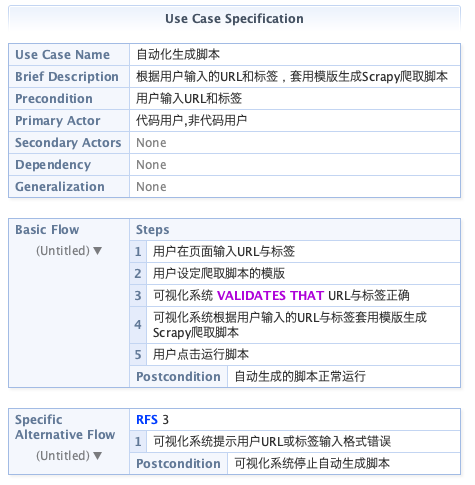 Use Case Specification
Use Case Name 自动化生成脚本
Brief Description 根据用户输入的URL和标签，套用模版生成Scrapy爬取脚本
Precondition 用户输入URL和标签
Primary Actor 代码用户,非代码用户
Secondary Actors None
Dependency None
Generalization None
Basic Flow Steps
(Untitled) ▼
1 用户在页面输入URL与标签
2 用户设定爬取脚本的模版
3 可视化系统 VALIDATES THAT URL与标签正确
4 可视化系统根据用户输入的URL与标签套用模版生成
Scrapy爬取脚本
5 用户点击运行脚本
Postcondition 自动生成的脚本正常运行
Specific
Alternative Flow
(Untitled) ▼
RFS 3
1 可视化系统提示用户URL或标签输入格式错误
Postcondition 可视化系统停止自动生成脚本